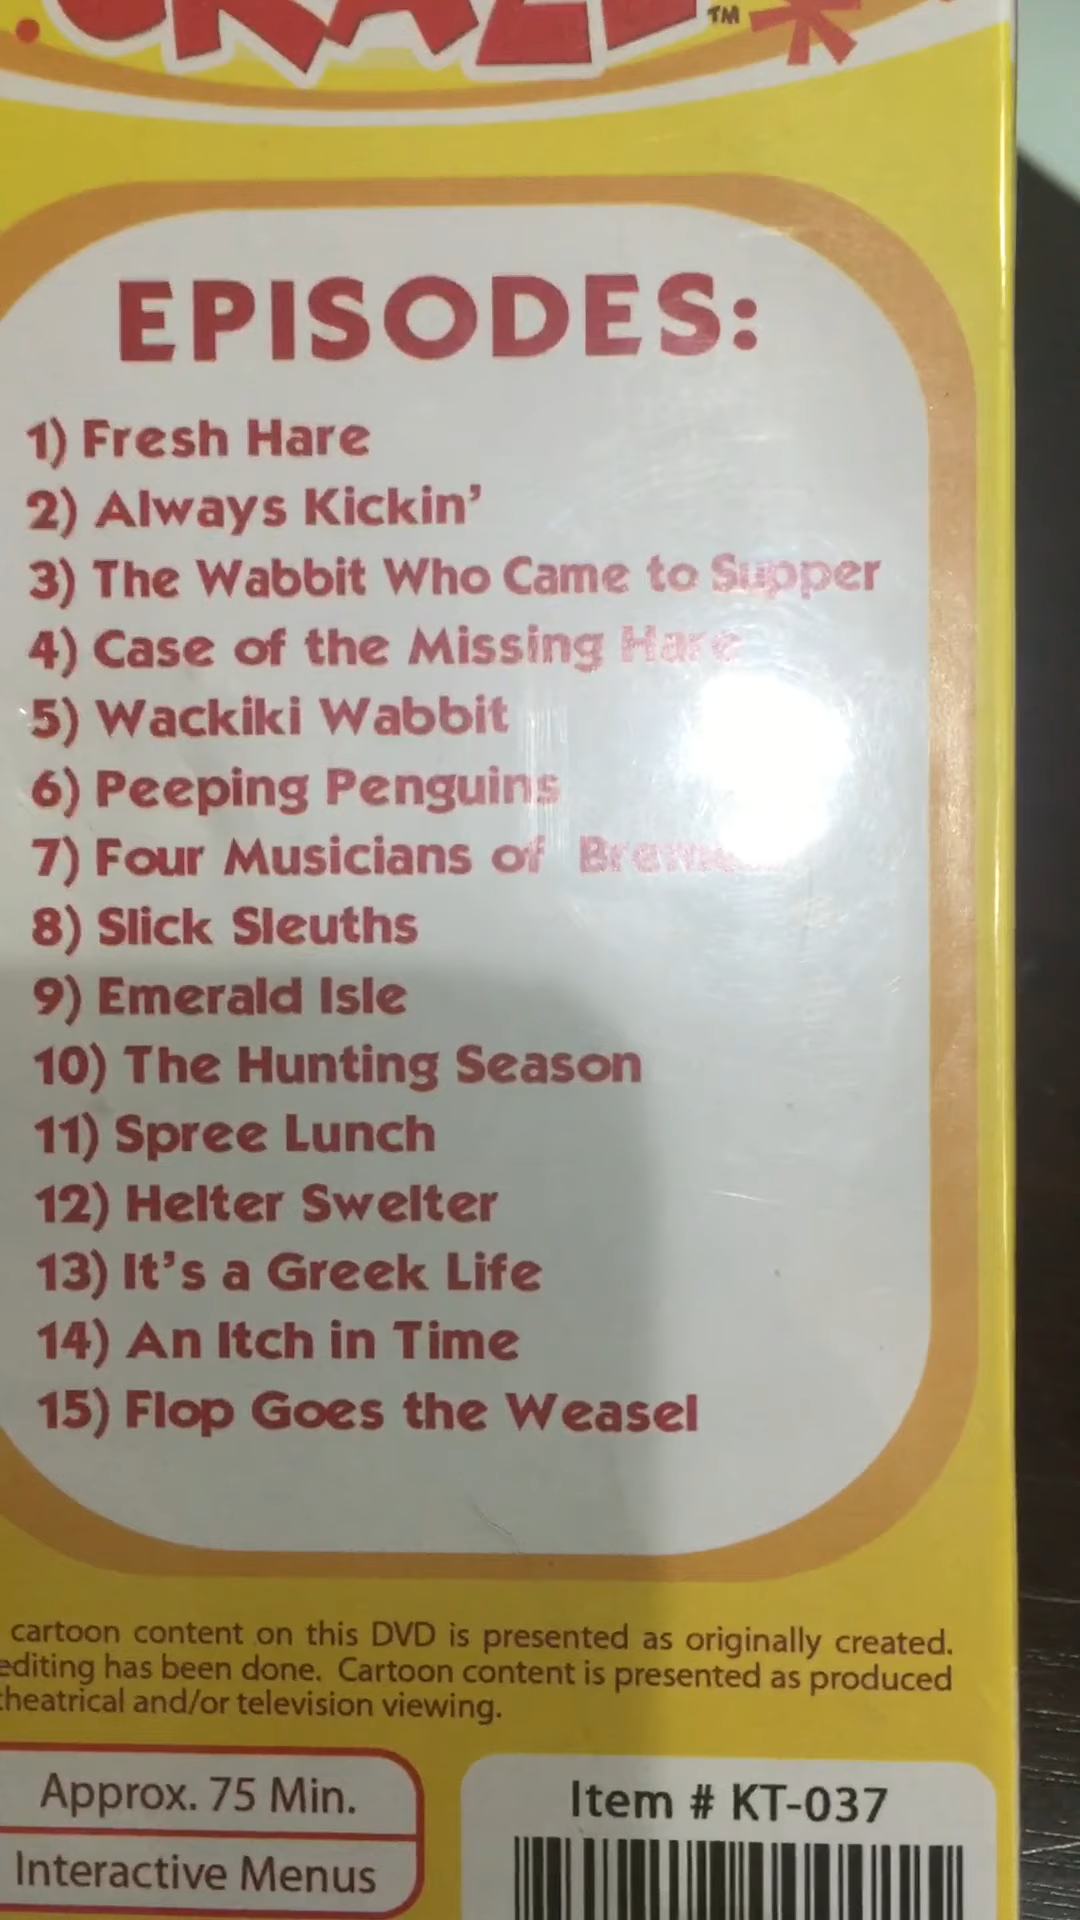 CRAZE™
EPISODES:
1) Fresh Hare
2) Always Kickin'
3) The Wabbit Who Came to Supper
4) Case of the Missing Hare
5) Wackiki Wabbit
6) Peeping Penguins
7) Four Musicians of
8) Slick Sleuths
9) Emerald Isle
10) The Hunting Season
11) Spree Lunch
12) Helter Swelter
13) It's a Greek Life
14) An Itch in Time
15) Flop Goes the Weasel
cartoon content on this DVD is presented as originally created.
editing has been done. Cartoon content is presented as produced
theatrical and/or television viewing.
Approx. 75 Min.
Interactive Menus
Item # KT-037